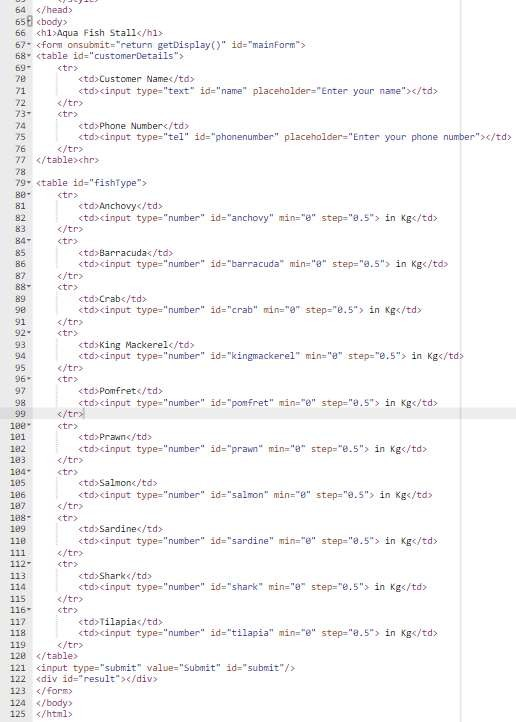 64 </head>
65 <body>
66 <h1>Aqua Fish Stall</h1>
67 <form onsubmit="return getDisplay()" id="mainForm">
68 <table id="customerDetails">
69 <tr>
70 <td>Customer Name</td>
71 <td><input type="text" id="name" placeholder="Enter your name"></td>
72 </tr>
73 <tr>
74 <td>Phone Number</td>
75 <td><input type="tel" id="phonenumber" placeholder="Enter your phone number"></td>
76 </tr>
77 </table><hr>
78
79 <table id="fishType">
80 <tr>
81 <td>Anchovy</td>
82 <td><input type="number" id="anchovy" min="0" step="0.5"> in Kg</td>
83 </tr>
84 <tr>
85 <td>Barracuda</td>
86 <td><input type="number" id="barracuda" min="0" step="0.5"> in Kg</td>
87 </tr>
88 <tr>
89 <td>Crab</td>
90 <td><input type="number" id="crab" min="0" step="0.5"> in Kg</td>
91 </tr>
92 <tr>
93 <td>King Mackerel</td>
94 <td><input type="number" id="kingmackerel" min="0" step="0.5"> in Kg</td>
95 </tr>
96 <tr>
97 <td>Pomfret</td>
98 <td><input type="number" id="pomfret" min="0" step="0.5"> in Kg</td>
99 </tr>
100 <tr>
101 <td>Prawn</td>
102 <td><input type="number" id="prawn" min="0" step="0.5"> in Kg</td>
103 </tr>
104 <tr>
105 <td>Salmon</td>
106 <td><input type="number" id="salmon" min="0" step="0.5"> in Kg</td>
107 </tr>
108 <tr>
109 <td>Sardine</td>
110 <td><input type="number" id="sardine" min="0" step="0.5"> in Kg</td>
111 </tr>
112 <tr>
113 <td>Shark</td>
114 <td><input type="number" id="shark" min="0" step="0.5"> in Kg</td>
115 </tr>
116 <tr>
117 <td>Tilapia</td>
118 <td><input type="number" id="tilapia" min="0" step="0.5"> in Kg</td>
119 </tr>
120 </table>
121 <input type="submit" value="Submit" id="submit"/>
122 <div id="result"></div>
123 </form>
124 </body>
125 </html>